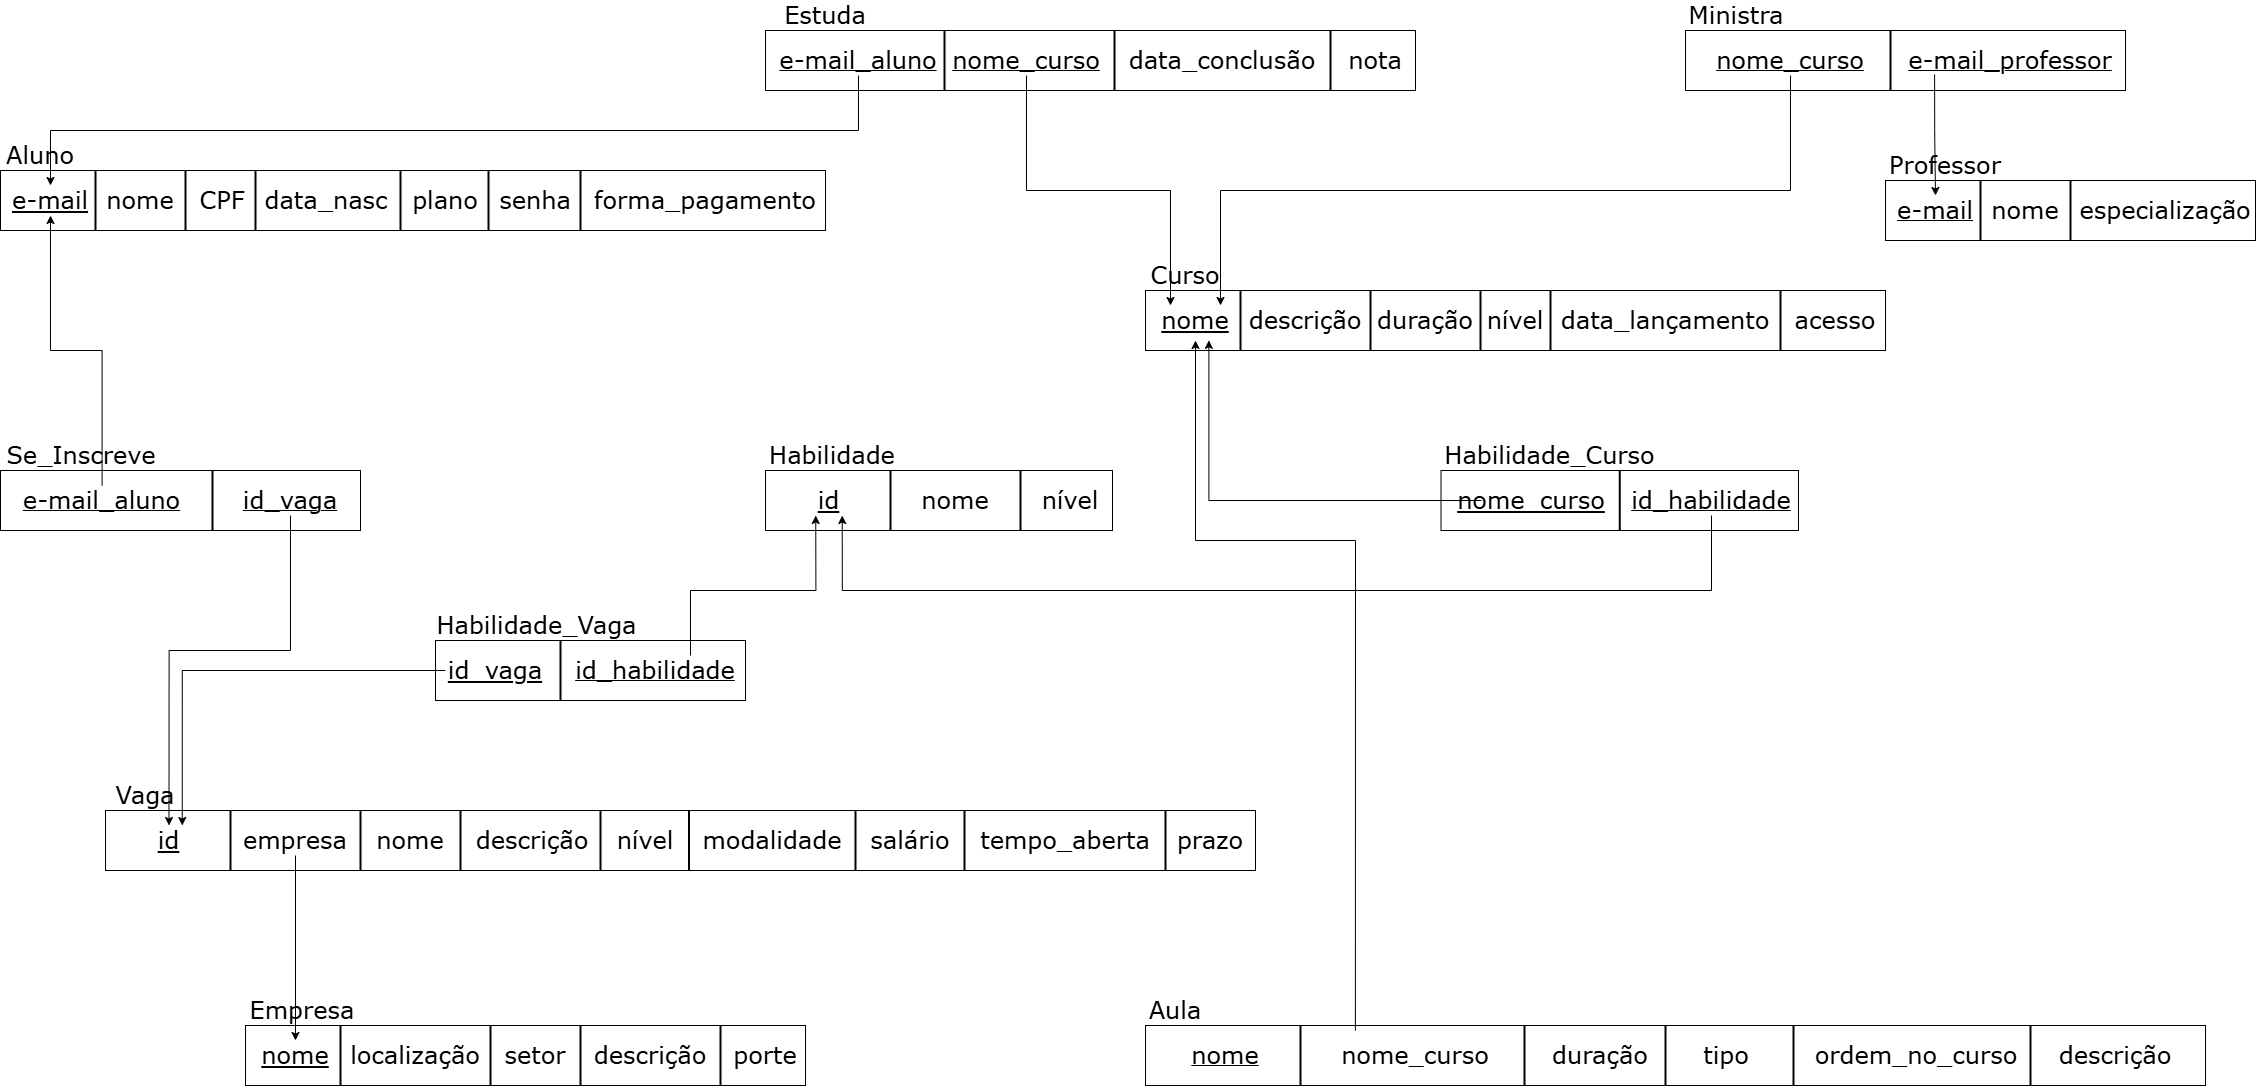 Estuda
e-mail_aluno nome_curso data_conclusão nota
Ministra
nome_curso e-mail_professor
Aluno
e-mail nome CPF data_nasc plano senha forma_pagamento
Professor
e-mail nome especialização
Curso
nome descrição duração nível data_lançamento acesso
Se_Inscreve
e-mail_aluno id_vaga
Habilidade
id nome nível
Habilidade_Curso
nome_curso id_habilidade
Habilidade_Vaga
id_vaga id_habilidade
Vaga
id empresa nome descrição nível modalidade salário tempo_aberta prazo
Empresa
nome localização setor descrição porte
Aula
nome nome_curso duração tipo ordem_no_curso descrição